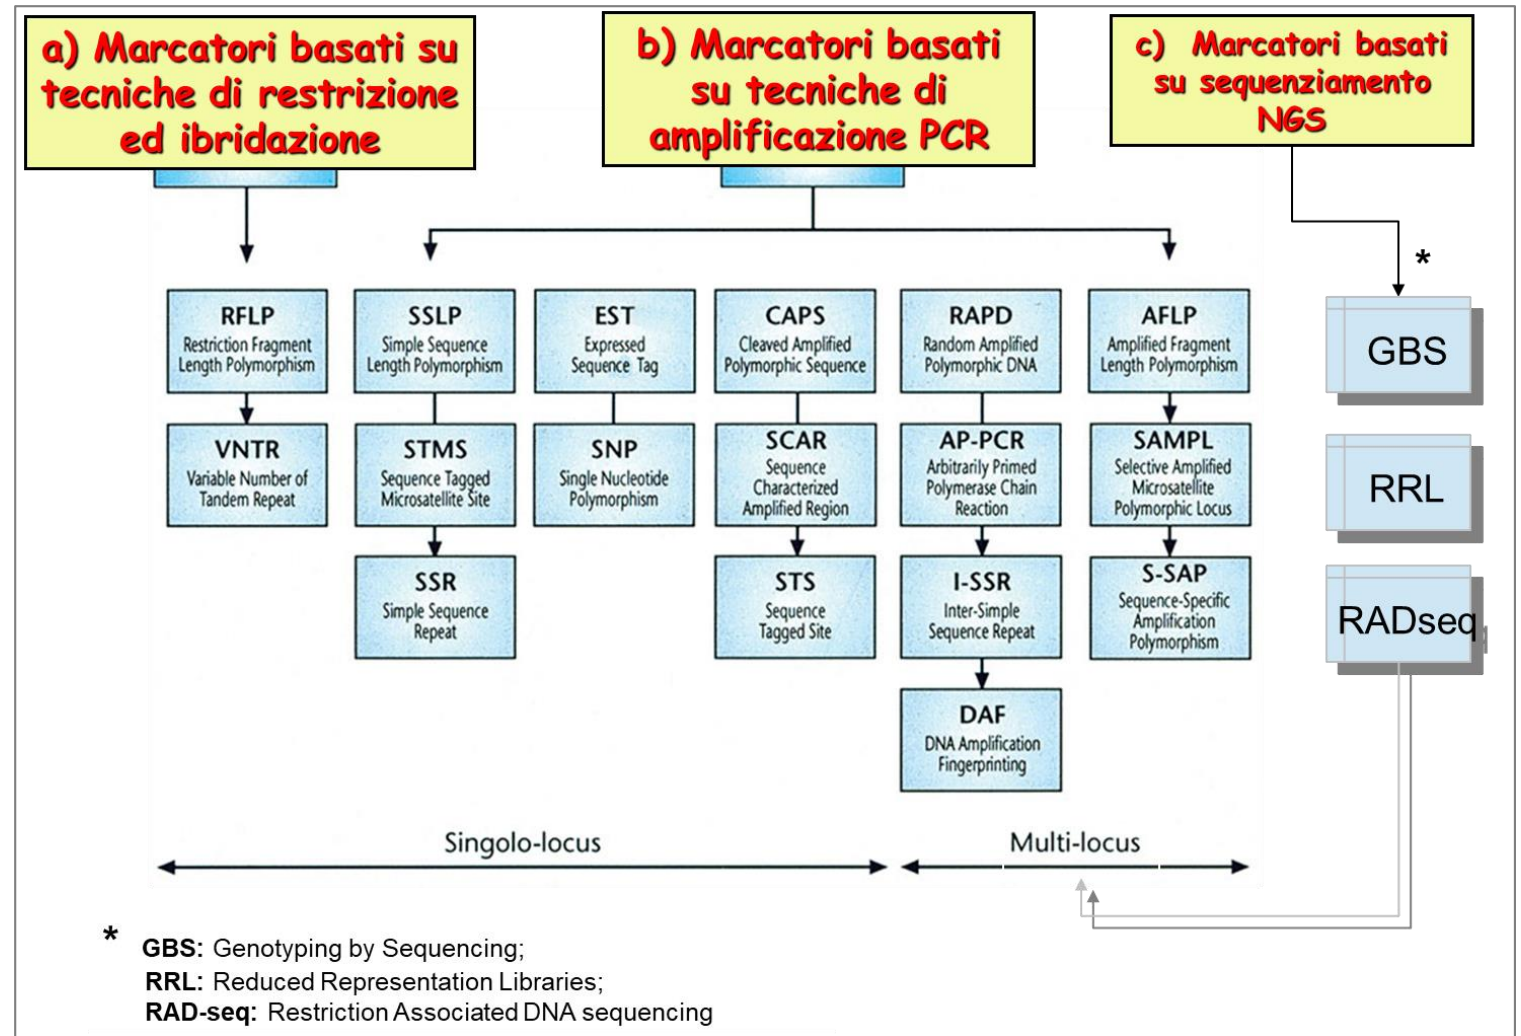 a) Marcatori basati su
tecniche di restrizione
ed ibridazione
b) Marcatori basati
su tecniche di
amplificazione PCR
c) Marcatori basati
su sequenziamento
NGS
*
RFLP
Restriction Fragment
Length Polymorphism
SSLP
Simple Sequence
Length Polymorphism
EST
Expressed
Sequence Tag
CAPS
Cleaved Amplified
Polymorphic Sequence
RAPD
Random Amplified
Polymorphic DNA
AFLP
Amplified Fragment
Length Polymorphism
GBS
VNTR
Variable Number of
Tandem Repeat
STMS
Sequence Tagged
Microsatellite Site
SNP
Single Nucleotide
Polymorphism
SCAR
Sequence
Characterized
Amplified Region
AP-PCR
Arbitrarily Primed
Polymerase Chain
Reaction
SAMPL
Selective Amplified
Microsatellite
Polymorphic Locus
RRL
SSR
Simple Sequence
Repeat
STS
Sequence
Tagged Site
I-SSR
Inter-Simple
Sequence Repeat
S-SAP
Sequence-Specific
Amplification
Polymorphism
RADseq
DAF
DNA Amplification
Fingerprinting
Singolo-locus
Multi-locus
* GBS: Genotyping by Sequencing;
RRL: Reduced Representation Libraries;
RAD-seq: Restriction Associated DNA sequencing